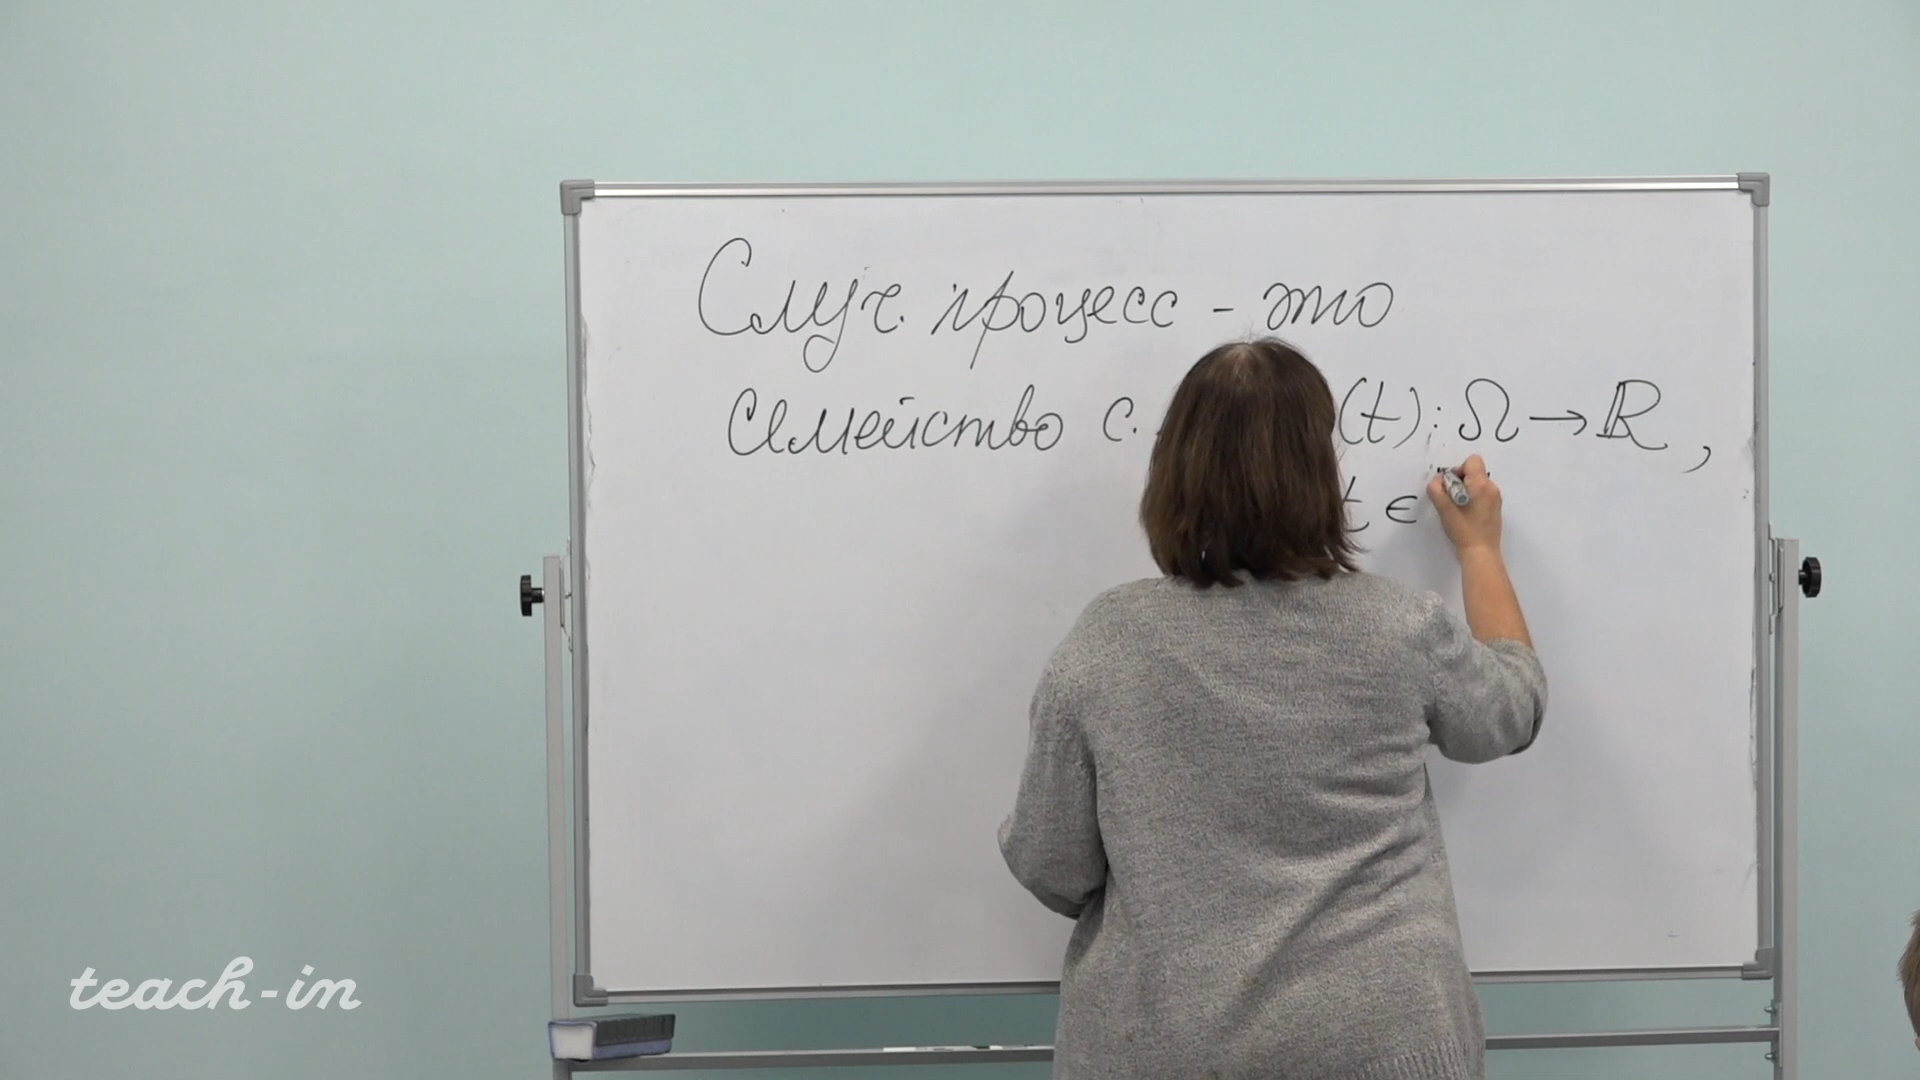 Случ. процесс - это
семейство с. (t): Ω → ℝ,
t ∈
teach-in